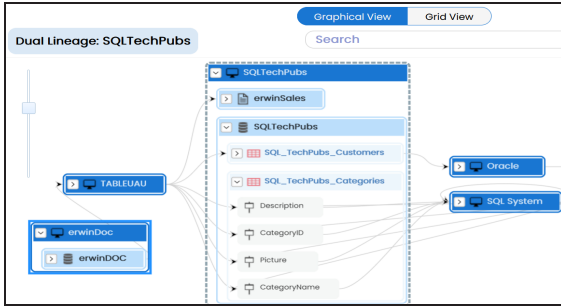 Graphical View
Grid View
Dual Lineage: SQLTechPubs
Search
SQLTechPubs
erwinSales
SQLTechPubs
SQL_TechPubs_Customers
SQL_TechPubs_Categories
Description
CategoryID
Picture
CategoryName
TABLEUAU
erwinDoc
erwinDOC
Oracle
SQL System